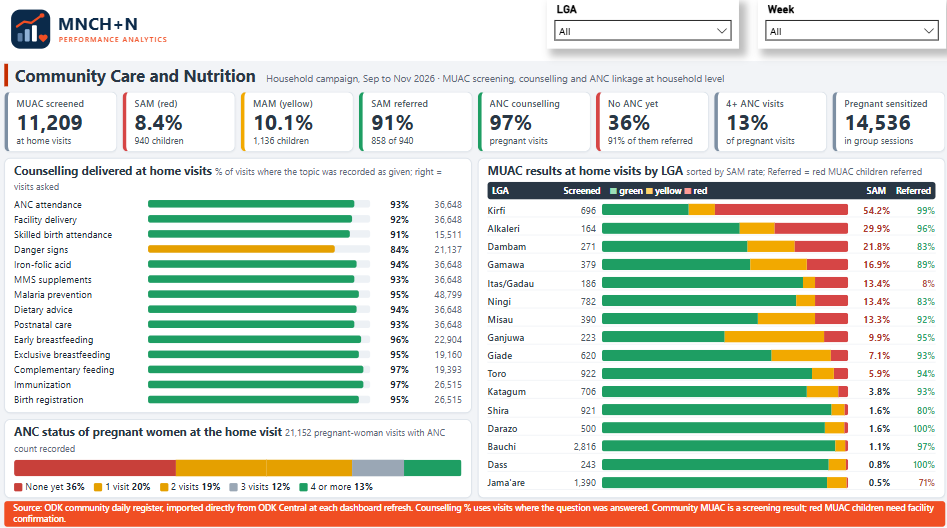 MNCH+N
PERFORMANCE ANALYTICS
LGA
All
Week
All
Community Care and Nutrition Household campaign, Sep to Nov 2026 · MUAC screening, counselling and ANC linkage at household level
MUAC screened
11,209
at home visits
SAM (red)
8.4%
940 children
MAM (yellow)
10.1%
1,136 children
SAM referred
91%
858 of 940
ANC counselling
97%
pregnant visits
No ANC yet
36%
91% of them referred
4+ ANC visits
13%
of pregnant visits
Pregnant sensitized
14,536
in group sessions
Counselling delivered at home visits % of visits where the topic was recorded as given; right =
visits asked
ANC attendance 93% 36,648
Facility delivery 92% 36,648
Skilled birth attendance 91% 15,511
Danger signs 84% 21,137
Iron-folic acid 94% 36,648
MMS supplements 93% 36,648
Malaria prevention 95% 48,799
Dietary advice 94% 36,648
Postnatal care 93% 36,648
Early breastfeeding 96% 22,904
Exclusive breastfeeding 95% 19,160
Complementary feeding 97% 19,393
Immunization 97% 26,515
Birth registration 95% 26,515
ANC status of pregnant women at the home visit 21,152 pregnant-woman visits with ANC
count recorded
None yet 36% 1 visit 20% 2 visits 19% 3 visits 12% 4 or more 13%
MUAC results at home visits by LGA sorted by SAM rate; Referred = red MUAC children referred
LGA Screened green yellow red SAM Referred
Kirfi 696 54.2% 99%
Alkaleri 164 29.9% 96%
Dambam 271 21.8% 83%
Gamawa 379 16.9% 89%
Itas/Gadau 186 13.4% 8%
Ningi 782 13.4% 83%
Misau 390 13.3% 92%
Ganjuwa 223 9.9% 95%
Giade 620 7.1% 93%
Toro 922 5.9% 94%
Katagum 706 3.8% 93%
Shira 921 1.6% 80%
Darazo 500 1.6% 100%
Bauchi 2,816 1.1% 97%
Dass 243 0.8% 100%
Jama'are 1,390 0.5% 71%
Source: ODK community daily register, imported directly from ODK Central at each dashboard refresh. Counselling % uses visits where the question was answered. Community MUAC is a screening result; red MUAC children need facility
confirmation.